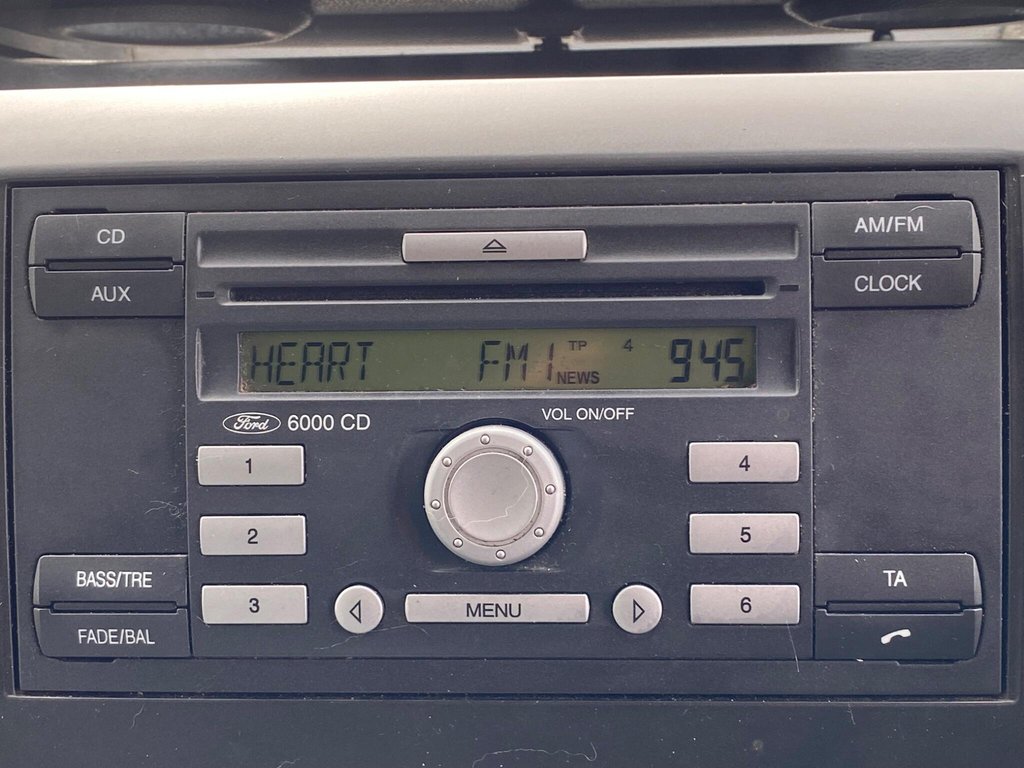 CD
AM/FM
AUX
CLOCK
HEART FM1 TP NEWS 4 945
Ford 6000 CD
VOL ON/OFF
1
4
2
5
BASS/TRE
TA
3
MENU
6
FADE/BAL